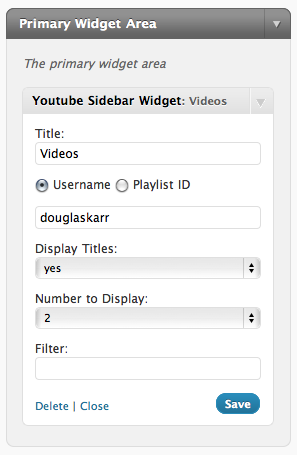 Primary Widget Area
The primary widget area
Youtube Sidebar Widget: Videos
Title:
Videos
Username Playlist ID
douglaskarr
Display Titles:
yes
Number to Display:
2
Filter:
Delete | Close Save